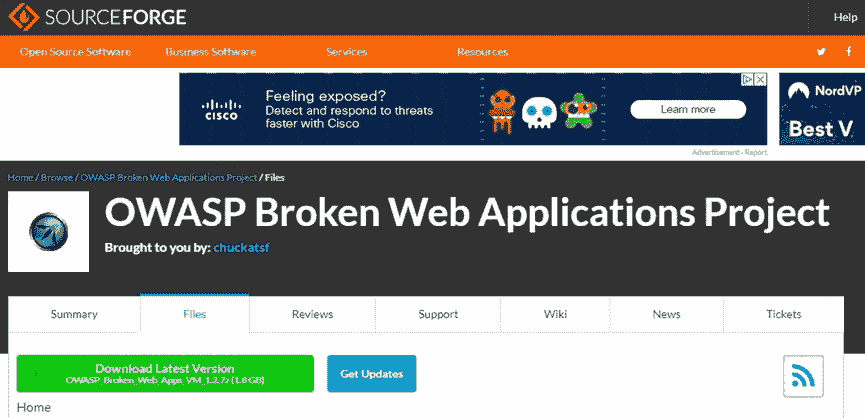 SOURCEFORGE
Help
Open Source Software Business Software Services Resources
Feeling exposed?
Detect and respond to threats
faster with Cisco
CISCO
Learn more
NordVP
Best V
Advertisement - Report
Home / Browse / OWASP Broken Web Applications Project / Files
OWASP Broken Web Applications Project
Brought to you by: chuckatsf
Summary Files Reviews Support Wiki News Tickets
Download Latest Version
OWASP_Broken_Web_Apps_VM_1.2.7z (1.8 GB)
Get Updates
Home